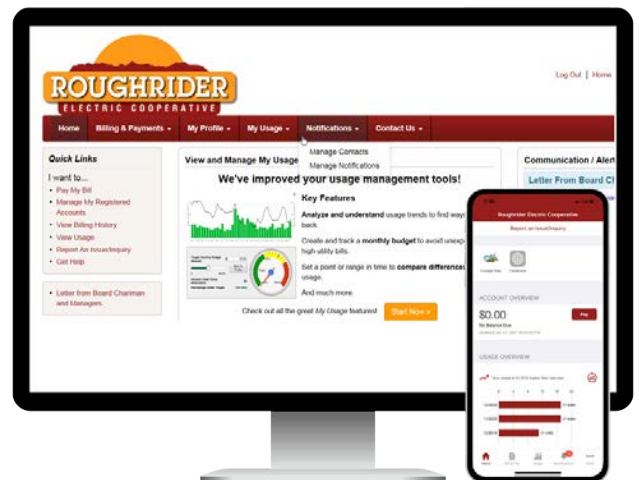 ROUGHRIDER
ELECTRIC COOPERATIVE
Log Out | Home
Home Billing & Payments My Profile My Usage Notifications Contact Us
Manage Contacts
Manage Notifications
Quick Links
I want to...
• Pay My Bill
• Manage My Registered
Accounts
• View Billing History
• View Usage
• Report An Issue/Inquiry
• Get Help
• Letter from Board Chairman
and Managers
View and Manage My Usage
We've improved your usage management tools!
Key Features
Analyze and understand usage trends to find ways
back.
Create and track a monthly budget to avoid
high utility bills.
Set a point or range in time to compare differences
usage.
And much more.
Check out all the great My Usage features!
Start Now »
Communication / Alert
Letter From Board
Roughrider Electric Cooperative
Report an Issue/Inquiry
ACCOUNT OVERVIEW
$0.00
Pay
No Balance Due
USAGE OVERVIEW